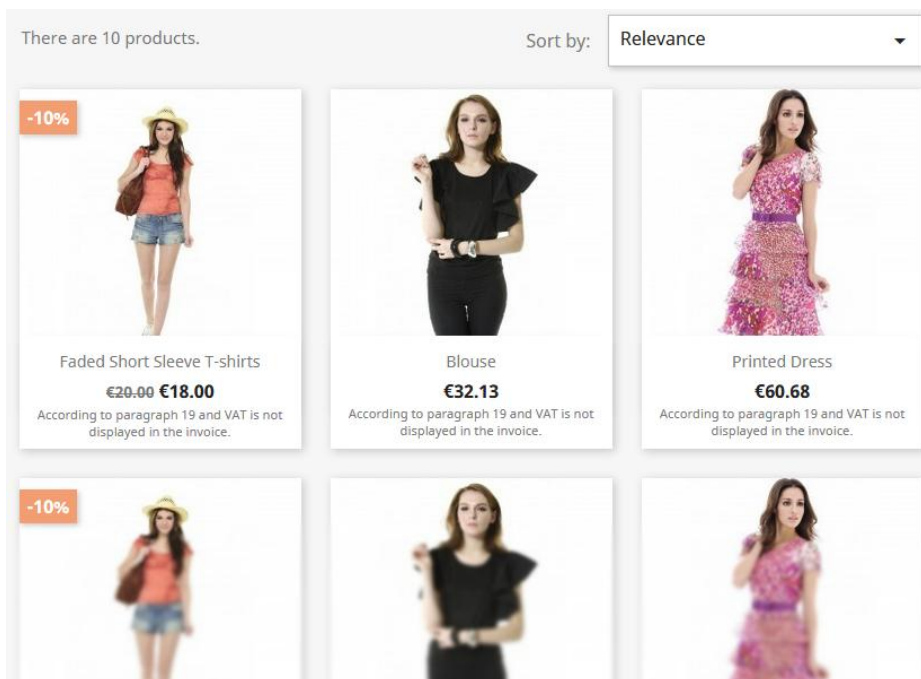 There are 10 products.
Sort by:
Relevance
-10%
Faded Short Sleeve T-shirts
€20.00 €18.00
According to paragraph 19 and VAT is not
displayed in the invoice.
Blouse
€32.13
According to paragraph 19 and VAT is not
displayed in the invoice.
Printed Dress
€60.68
According to paragraph 19 and VAT is not
displayed in the invoice.
-10%